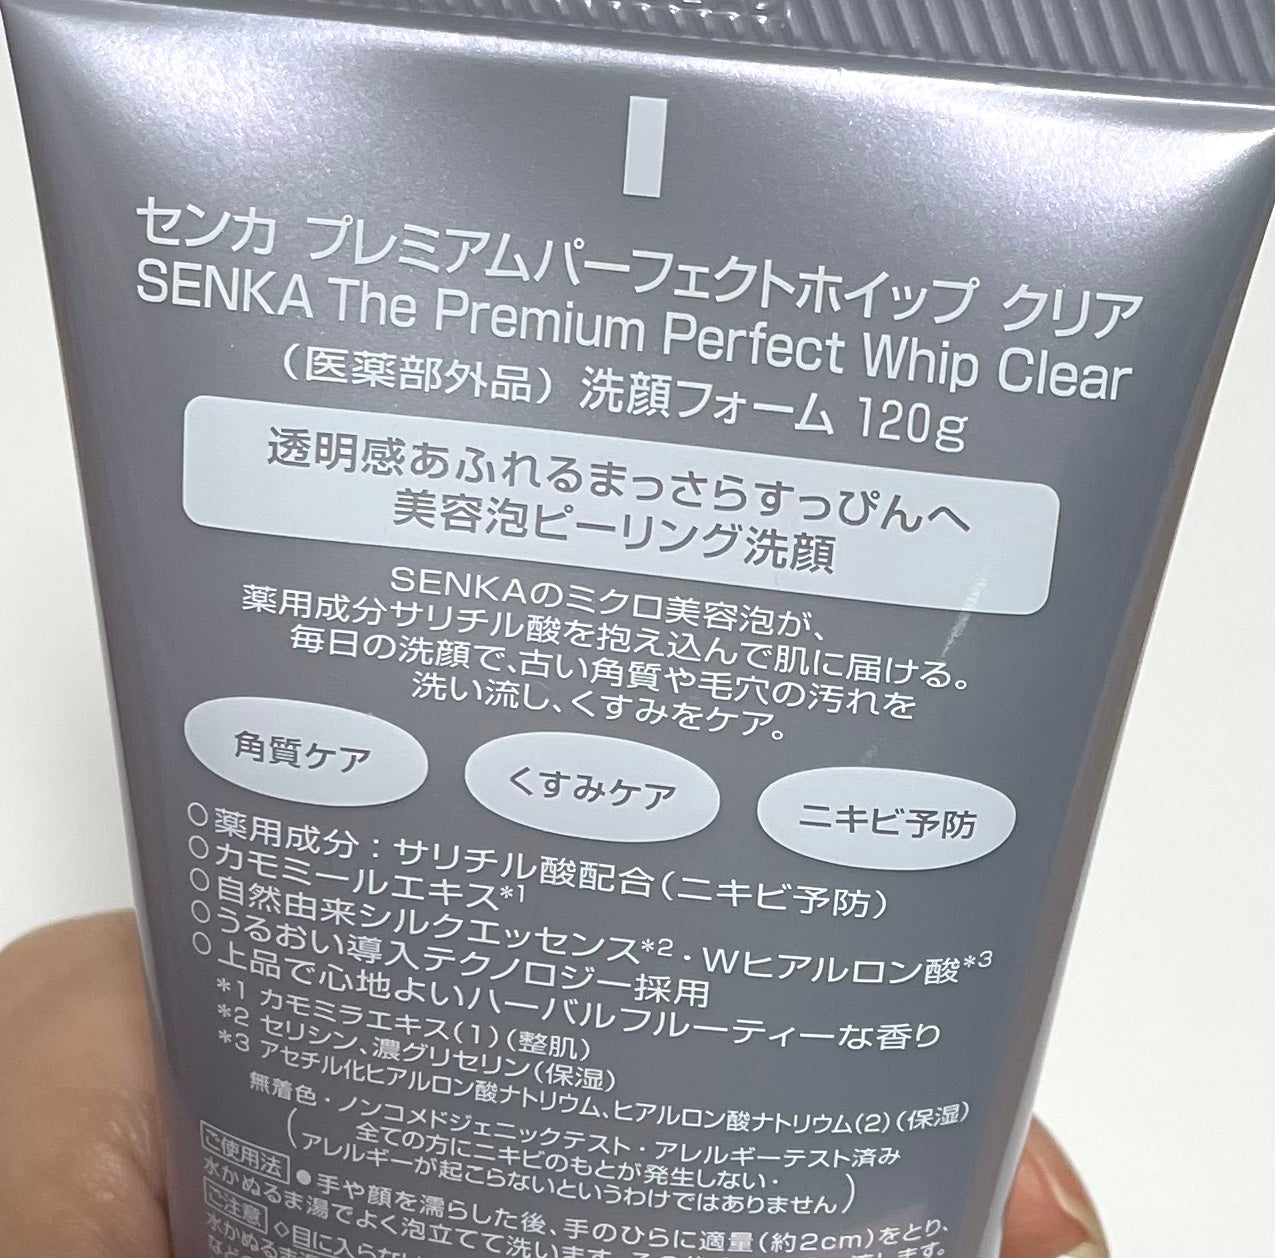 センカ プレミアムパーフェクトホイップ クリア
SENKA The Premium Perfect Whip Clear
（医薬部外品）洗顔フォーム 120g
透明感あふれるまっさらすっぴんへ
美容泡ピーリング洗顔
SENKAのミクロ美容泡が、
薬用成分サリチル酸を抱え込んで肌に届ける。
毎日の洗顔で、古い角質や毛穴の汚れを
洗い流し、くすみをケア。
角質ケア くすみケア ニキビ予防
○薬用成分：サリチル酸配合（ニキビ予防）
○カモミールエキス*1
○自然由来シルクエッセンス*2・Wヒアルロン酸*3
○うるおい導入テクノロジー採用
○上品で心地よいハーバルフルーティーな香り
*1 カモミラエキス(1)(整肌)
*2 セリシン、濃グリセリン(保湿)
*3 アセチル化ヒアルロン酸ナトリウム、ヒアルロン酸ナトリウム(2)(保湿)
無着色・ノンコメドジェニックテスト・アレルギーテスト済み
（全ての方にニキビのもとが発生しない・
アレルギーが起こらないというわけではありません）
ご使用法 ●手や顔を濡らした後、手のひらに適量(約2cm)をとり、
水かぬるま湯でよく泡立てて洗います。
ご注意 ◇目に入らない